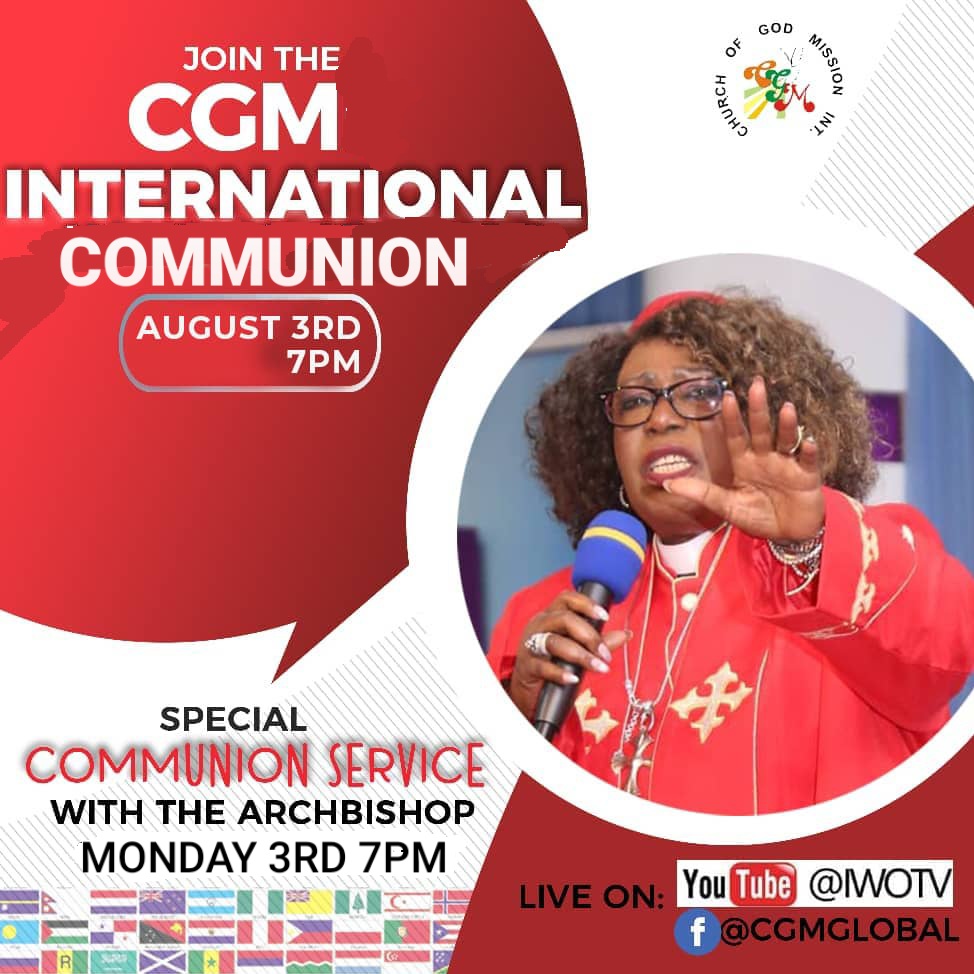 JOIN THE
CGM
INTERNATIONAL
COMMUNION
AUGUST 3RD
7PM
CHURCH OF GOD MISSION INT.
CGM
SPECIAL
COMMUNION SERVICE
WITH THE ARCHBISHOP
MONDAY 3RD 7PM
LIVE ON: YouTube @IWOTV
f @CGMGLOBAL